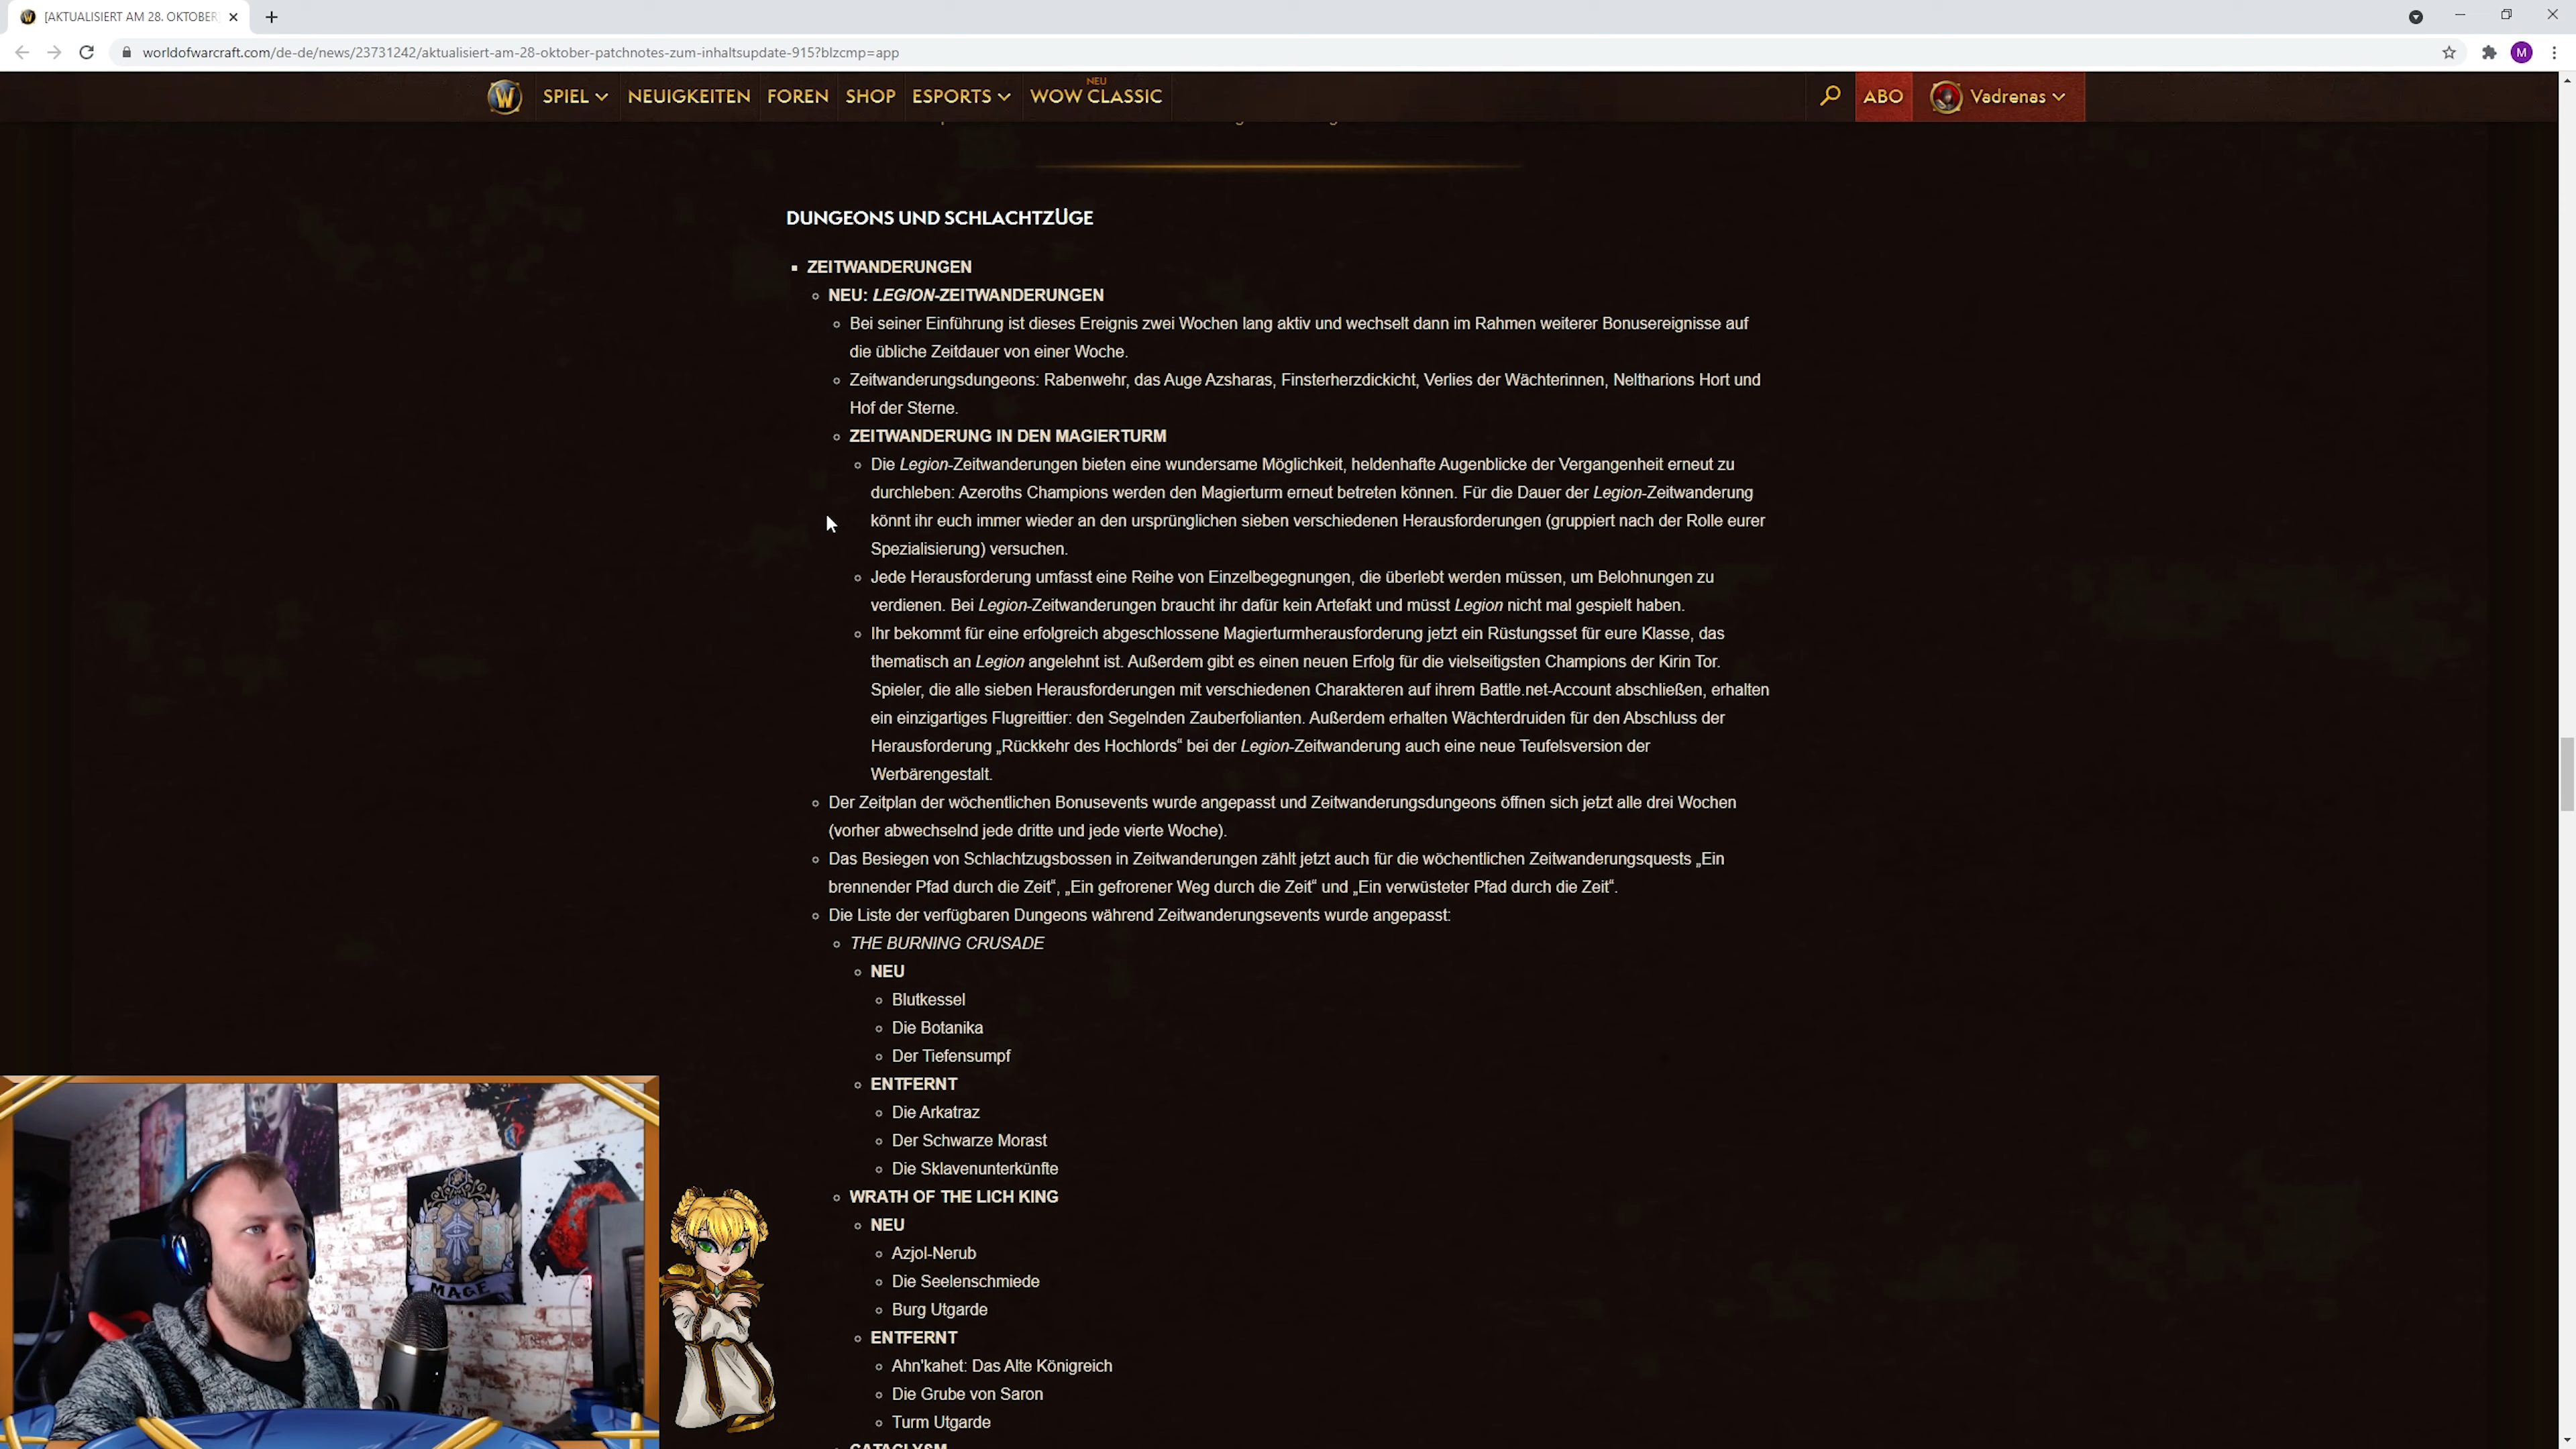 [AKTUALISIERT AM 28. OKTOBER]
worldofwarcraft.com/de-de/news/23731242/aktualisiert-am-28-oktober-patchnotes-zum-inhaltsupdate-915?blzcmp=app
M
W
SPIEL
NEUIGKEITEN
FOREN
SHOP
ESPORTS
NEU
WOW CLASSIC
ABO
Vadrenas
DUNGEONS UND SCHLACHTZÜGE
ZEITWANDERUNGEN
NEU: LEGION-ZEITWANDERUNGEN
Bei seiner Einführung ist dieses Ereignis zwei Wochen lang aktiv und wechselt dann im Rahmen weiterer Bonusereignisse auf
die übliche Zeitdauer von einer Woche.
Zeitwanderungsdungeons: Rabenwehr, das Auge Azsharas, Finsterherzdickicht, Verlies der Wächterinnen, Neltharions Hort und
Hof der Sterne.
ZEITWANDERUNG IN DEN MAGIERTURM
Die Legion-Zeitwanderungen bieten eine wundersame Möglichkeit, heldenhafte Augenblicke der Vergangenheit erneut zu
durchleben: Azeroths Champions werden den Magierturm erneut betreten können. Für die Dauer der Legion-Zeitwanderung
könnt ihr euch immer wieder an den ursprünglichen sieben verschiedenen Herausforderungen (gruppiert nach der Rolle eurer
Spezialisierung) versuchen.
Jede Herausforderung umfasst eine Reihe von Einzelbegegnungen, die überlebt werden müssen, um Belohnungen zu
verdienen. Bei Legion-Zeitwanderungen braucht ihr dafür kein Artefakt und müsst Legion nicht mal gespielt haben.
Ihr bekommt für eine erfolgreich abgeschlossene Magierturmherausforderung jetzt ein Rüstungsset für eure Klasse, das
thematisch an Legion angelehnt ist. Außerdem gibt es einen neuen Erfolg für die vielseitigsten Champions der Kirin Tor.
Spieler, die alle sieben Herausforderungen mit verschiedenen Charakteren auf ihrem Battle.net-Account abschließen, erhalten
ein einzigartiges Flugreittier: den Segelnden Zauberfolianten. Außerdem erhalten Wächterdruiden für den Abschluss der
Herausforderung „Rückkehr des Hochlords“ bei der Legion-Zeitwanderung auch eine neue Teufelsversion der
Werbärengestalt.
Der Zeitplan der wöchentlichen Bonusevents wurde angepasst und Zeitwanderungsdungeons öffnen sich jetzt alle drei Wochen
(vorher abwechselnd jede dritte und jede vierte Woche).
Das Besiegen von Schlachtzugsbossen in Zeitwanderungen zählt jetzt auch für die wöchentlichen Zeitwanderungsquests „Ein
brennender Pfad durch die Zeit“, „Ein gefrorener Weg durch die Zeit“ und „Ein verwüsteter Pfad durch die Zeit“.
Die Liste der verfügbaren Dungeons während Zeitwanderungsevents wurde angepasst:
THE BURNING CRUSADE
NEU
Blutkessel
Die Botanika
Der Tiefensumpf
ENTFERNT
Die Arkatraz
Der Schwarze Morast
Die Sklavenunterkünfte
WRATH OF THE LICH KING
NEU
Azjol-Nerub
Die Seelenschmiede
Burg Utgarde
ENTFERNT
Ahn'kahet: Das Alte Königreich
Die Grube von Saron
Turm Utgarde
CATACLYSM
MAGE